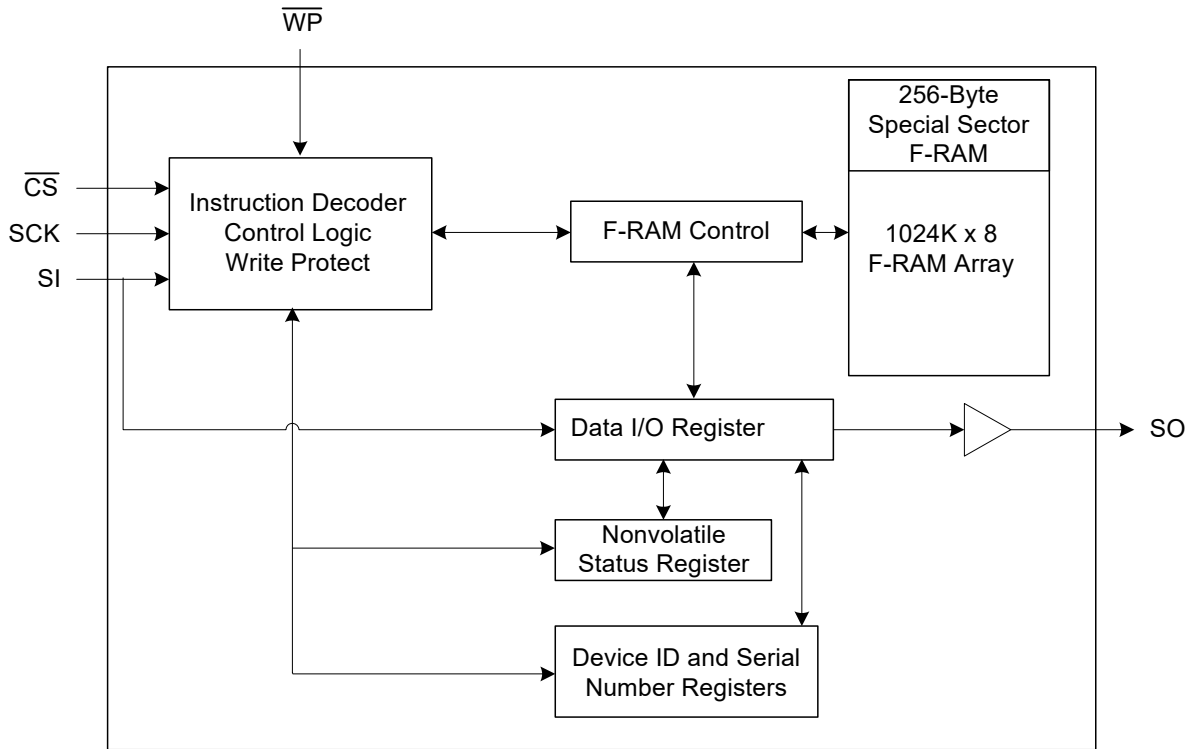 WP
256-Byte
Special Sector
F-RAM
CS
SCK
SI
Instruction Decoder
Control Logic
Write Protect
F-RAM Control
1024K x 8
F-RAM Array
Data I/O Register
SO
Nonvolatile
Status Register
Device ID and Serial
Number Registers